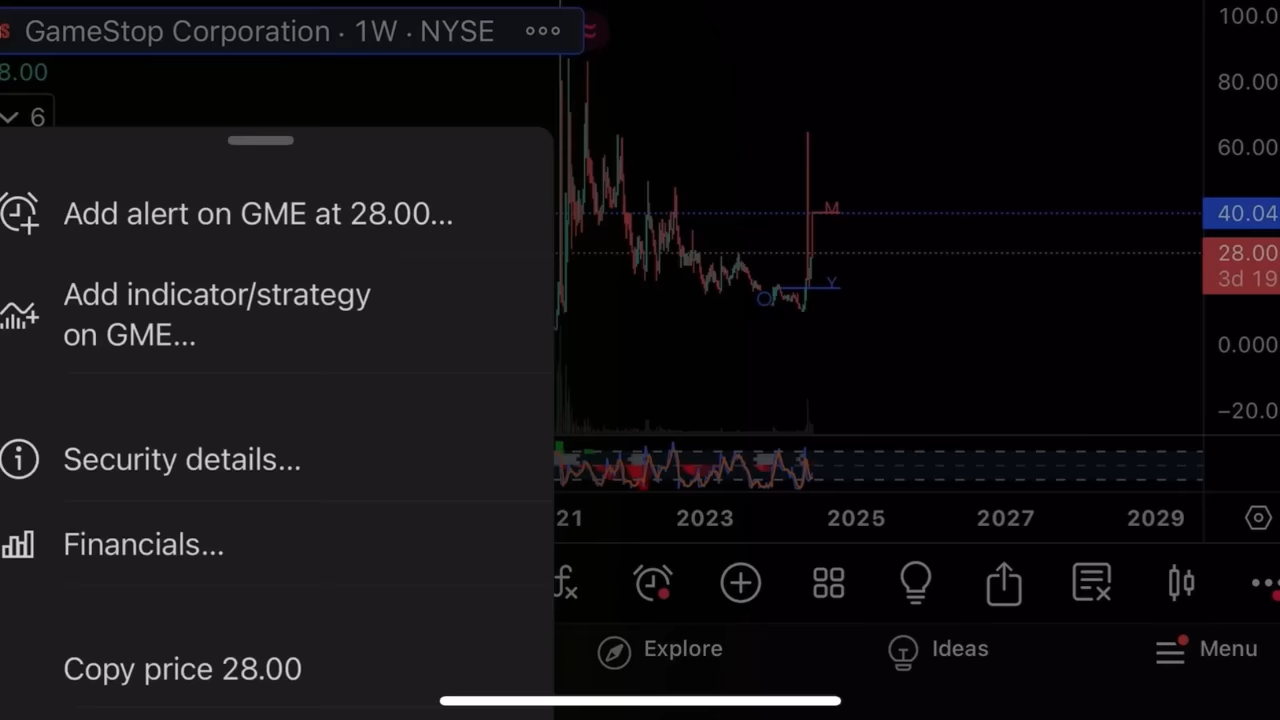 GameStop Corporation · 1W · NYSE
8.00
6
Add alert on GME at 28.00...
Add indicator/strategy
on GME...
Security details...
Financials...
Copy price 28.00
M
Y
100.0
80.00
60.00
40.04
28.00
3d 19
0.000
−20.0
21 2023 2025 2027 2029
Explore
Ideas
Menu